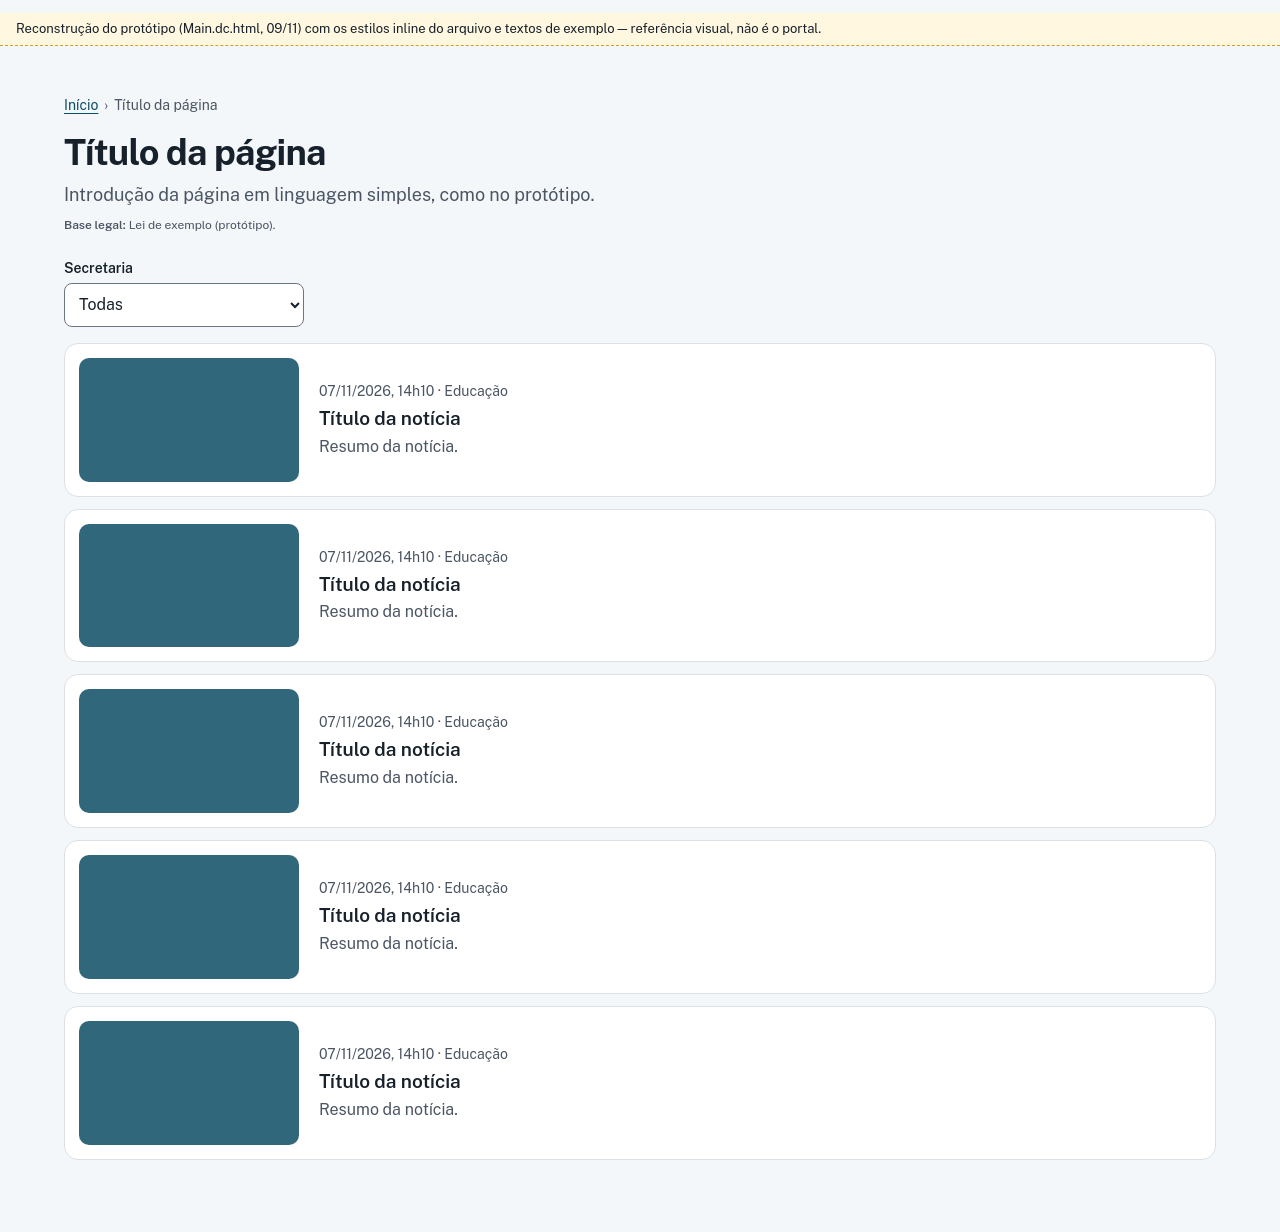 Reconstrução do protótipo (Main.dc.html, 09/11) com os estilos inline do arquivo e textos de exemplo — referência visual, não é o portal.
Início › Título da página
Título da página
Introdução da página em linguagem simples, como no protótipo.
Base legal: Lei de exemplo (protótipo).
Secretaria
Todas
07/11/2026, 14h10 · Educação
Título da notícia
Resumo da notícia.
07/11/2026, 14h10 · Educação
Título da notícia
Resumo da notícia.
07/11/2026, 14h10 · Educação
Título da notícia
Resumo da notícia.
07/11/2026, 14h10 · Educação
Título da notícia
Resumo da notícia.
07/11/2026, 14h10 · Educação
Título da notícia
Resumo da notícia.